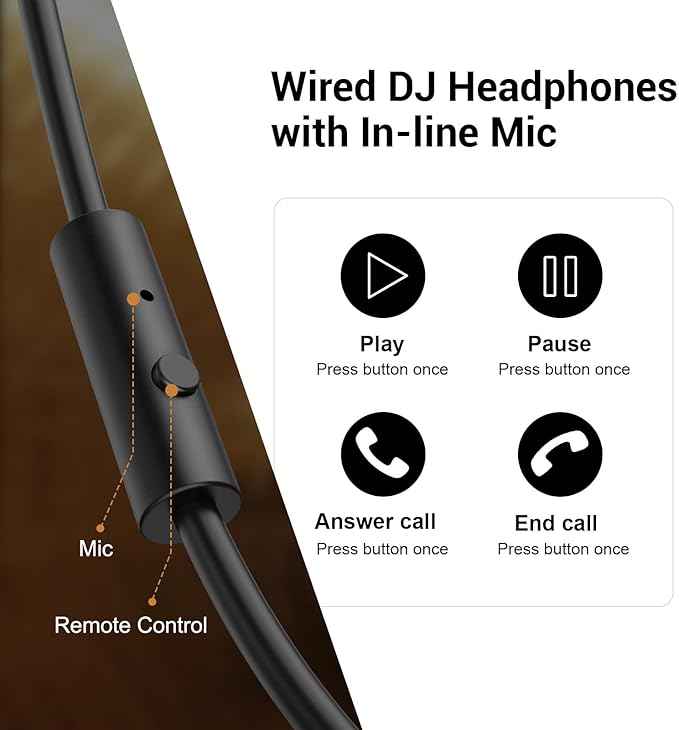 Wired DJ Headphones
with In-line Mic
Play
Press button once
Pause
Press button once
Answer call
Press button once
End call
Press button once
Mic
Remote Control